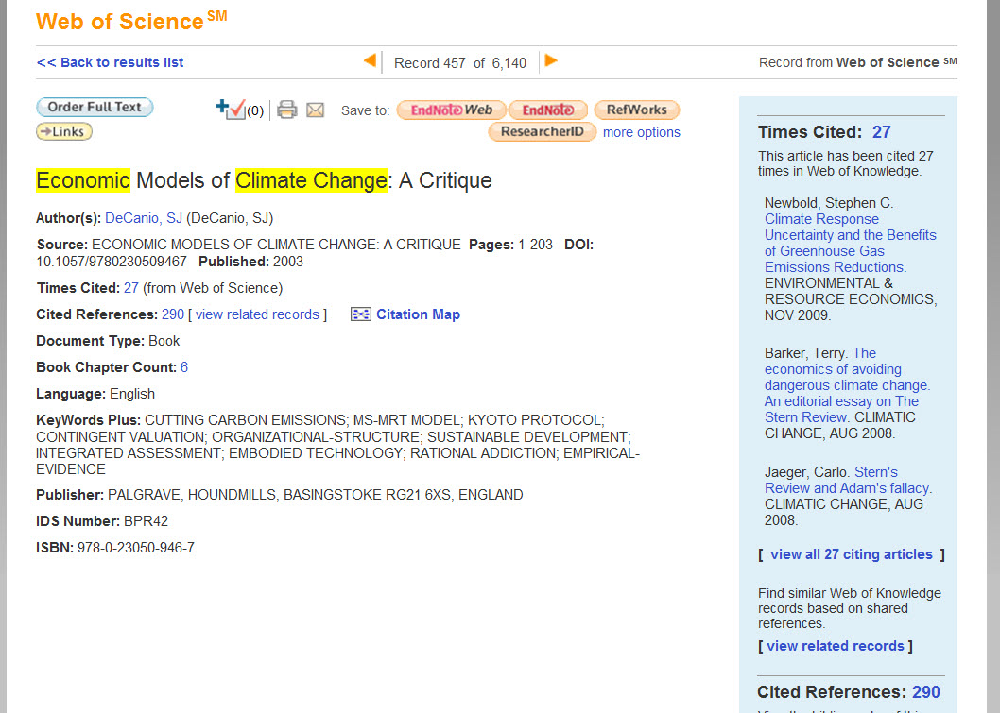 Web of Science SM
<< Back to results list
Record 457 of 6,140
Record from Web of Science SM
Order Full Text
(0)
Save to:
EndNote Web
EndNote
RefWorks
Links
ResearcherID
more options
Economic Models of Climate Change: A Critique
Author(s): DeCanio, SJ (DeCanio, SJ)
Source: ECONOMIC MODELS OF CLIMATE CHANGE: A CRITIQUE Pages: 1-203 DOI:
10.1057/9780230509467 Published: 2003
Times Cited: 27 (from Web of Science)
Cited References: 290 [ view related records ] Citation Map
Document Type: Book
Book Chapter Count: 6
Language: English
KeyWords Plus: CUTTING CARBON EMISSIONS; MS-MRT MODEL; KYOTO PROTOCOL;
CONTINGENT VALUATION; ORGANIZATIONAL-STRUCTURE; SUSTAINABLE DEVELOPMENT;
INTEGRATED ASSESSMENT; EMBODIED TECHNOLOGY; RATIONAL ADDICTION; EMPIRICAL-
EVIDENCE
Publisher: PALGRAVE, HOUNDMILLS, BASINGSTOKE RG21 6XS, ENGLAND
IDS Number: BPR42
ISBN: 978-0-23050-946-7
Times Cited: 27
This article has been cited 27
times in Web of Knowledge.
Newbold, Stephen C.
Climate Response
Uncertainty and the Benefits
of Greenhouse Gas
Emissions Reductions.
ENVIRONMENTAL &
RESOURCE ECONOMICS,
NOV 2009.
Barker, Terry. The
economics of avoiding
dangerous climate change.
An editorial essay on The
Stern Review. CLIMATIC
CHANGE, AUG 2008.
Jaeger, Carlo. Stern's
Review and Adam's fallacy.
CLIMATIC CHANGE, AUG
2008.
[ view all 27 citing articles ]
Find similar Web of Knowledge
records based on shared
references.
[ view related records ]
Cited References: 290